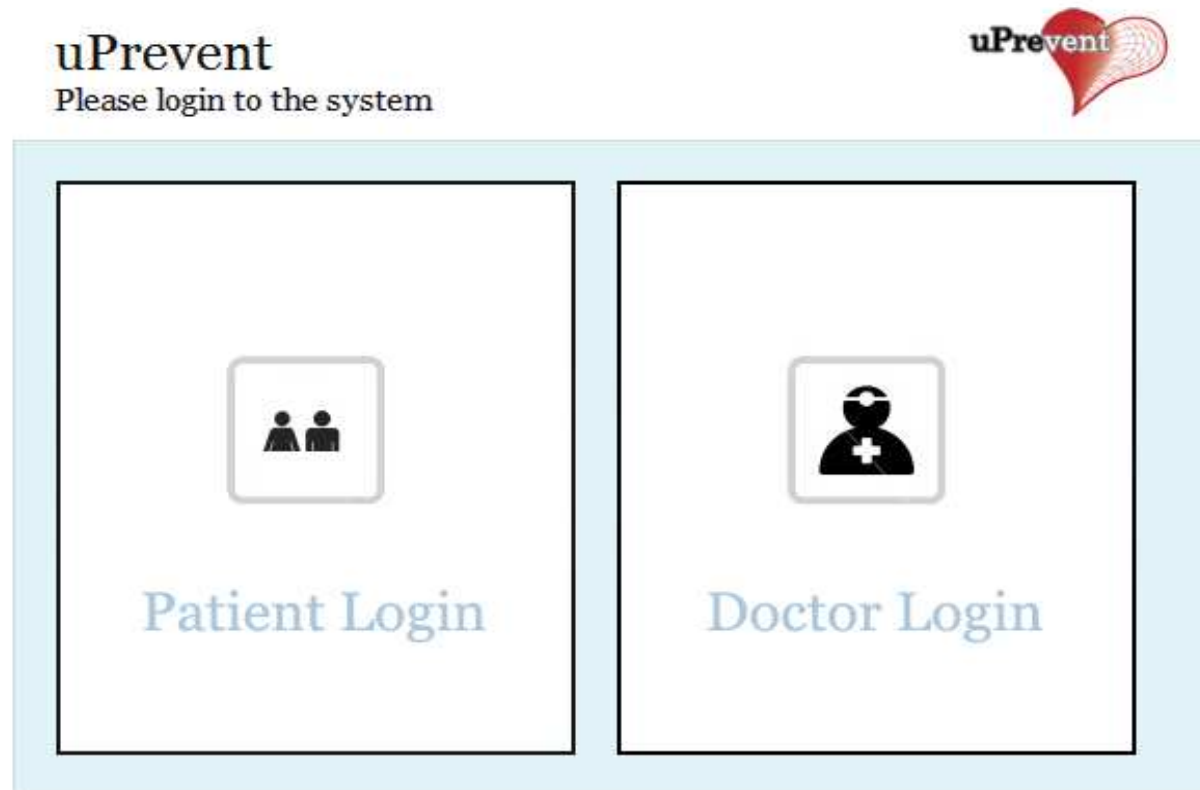 uPrevent
Please login to the system
uPrevent
Patient Login
Doctor Login